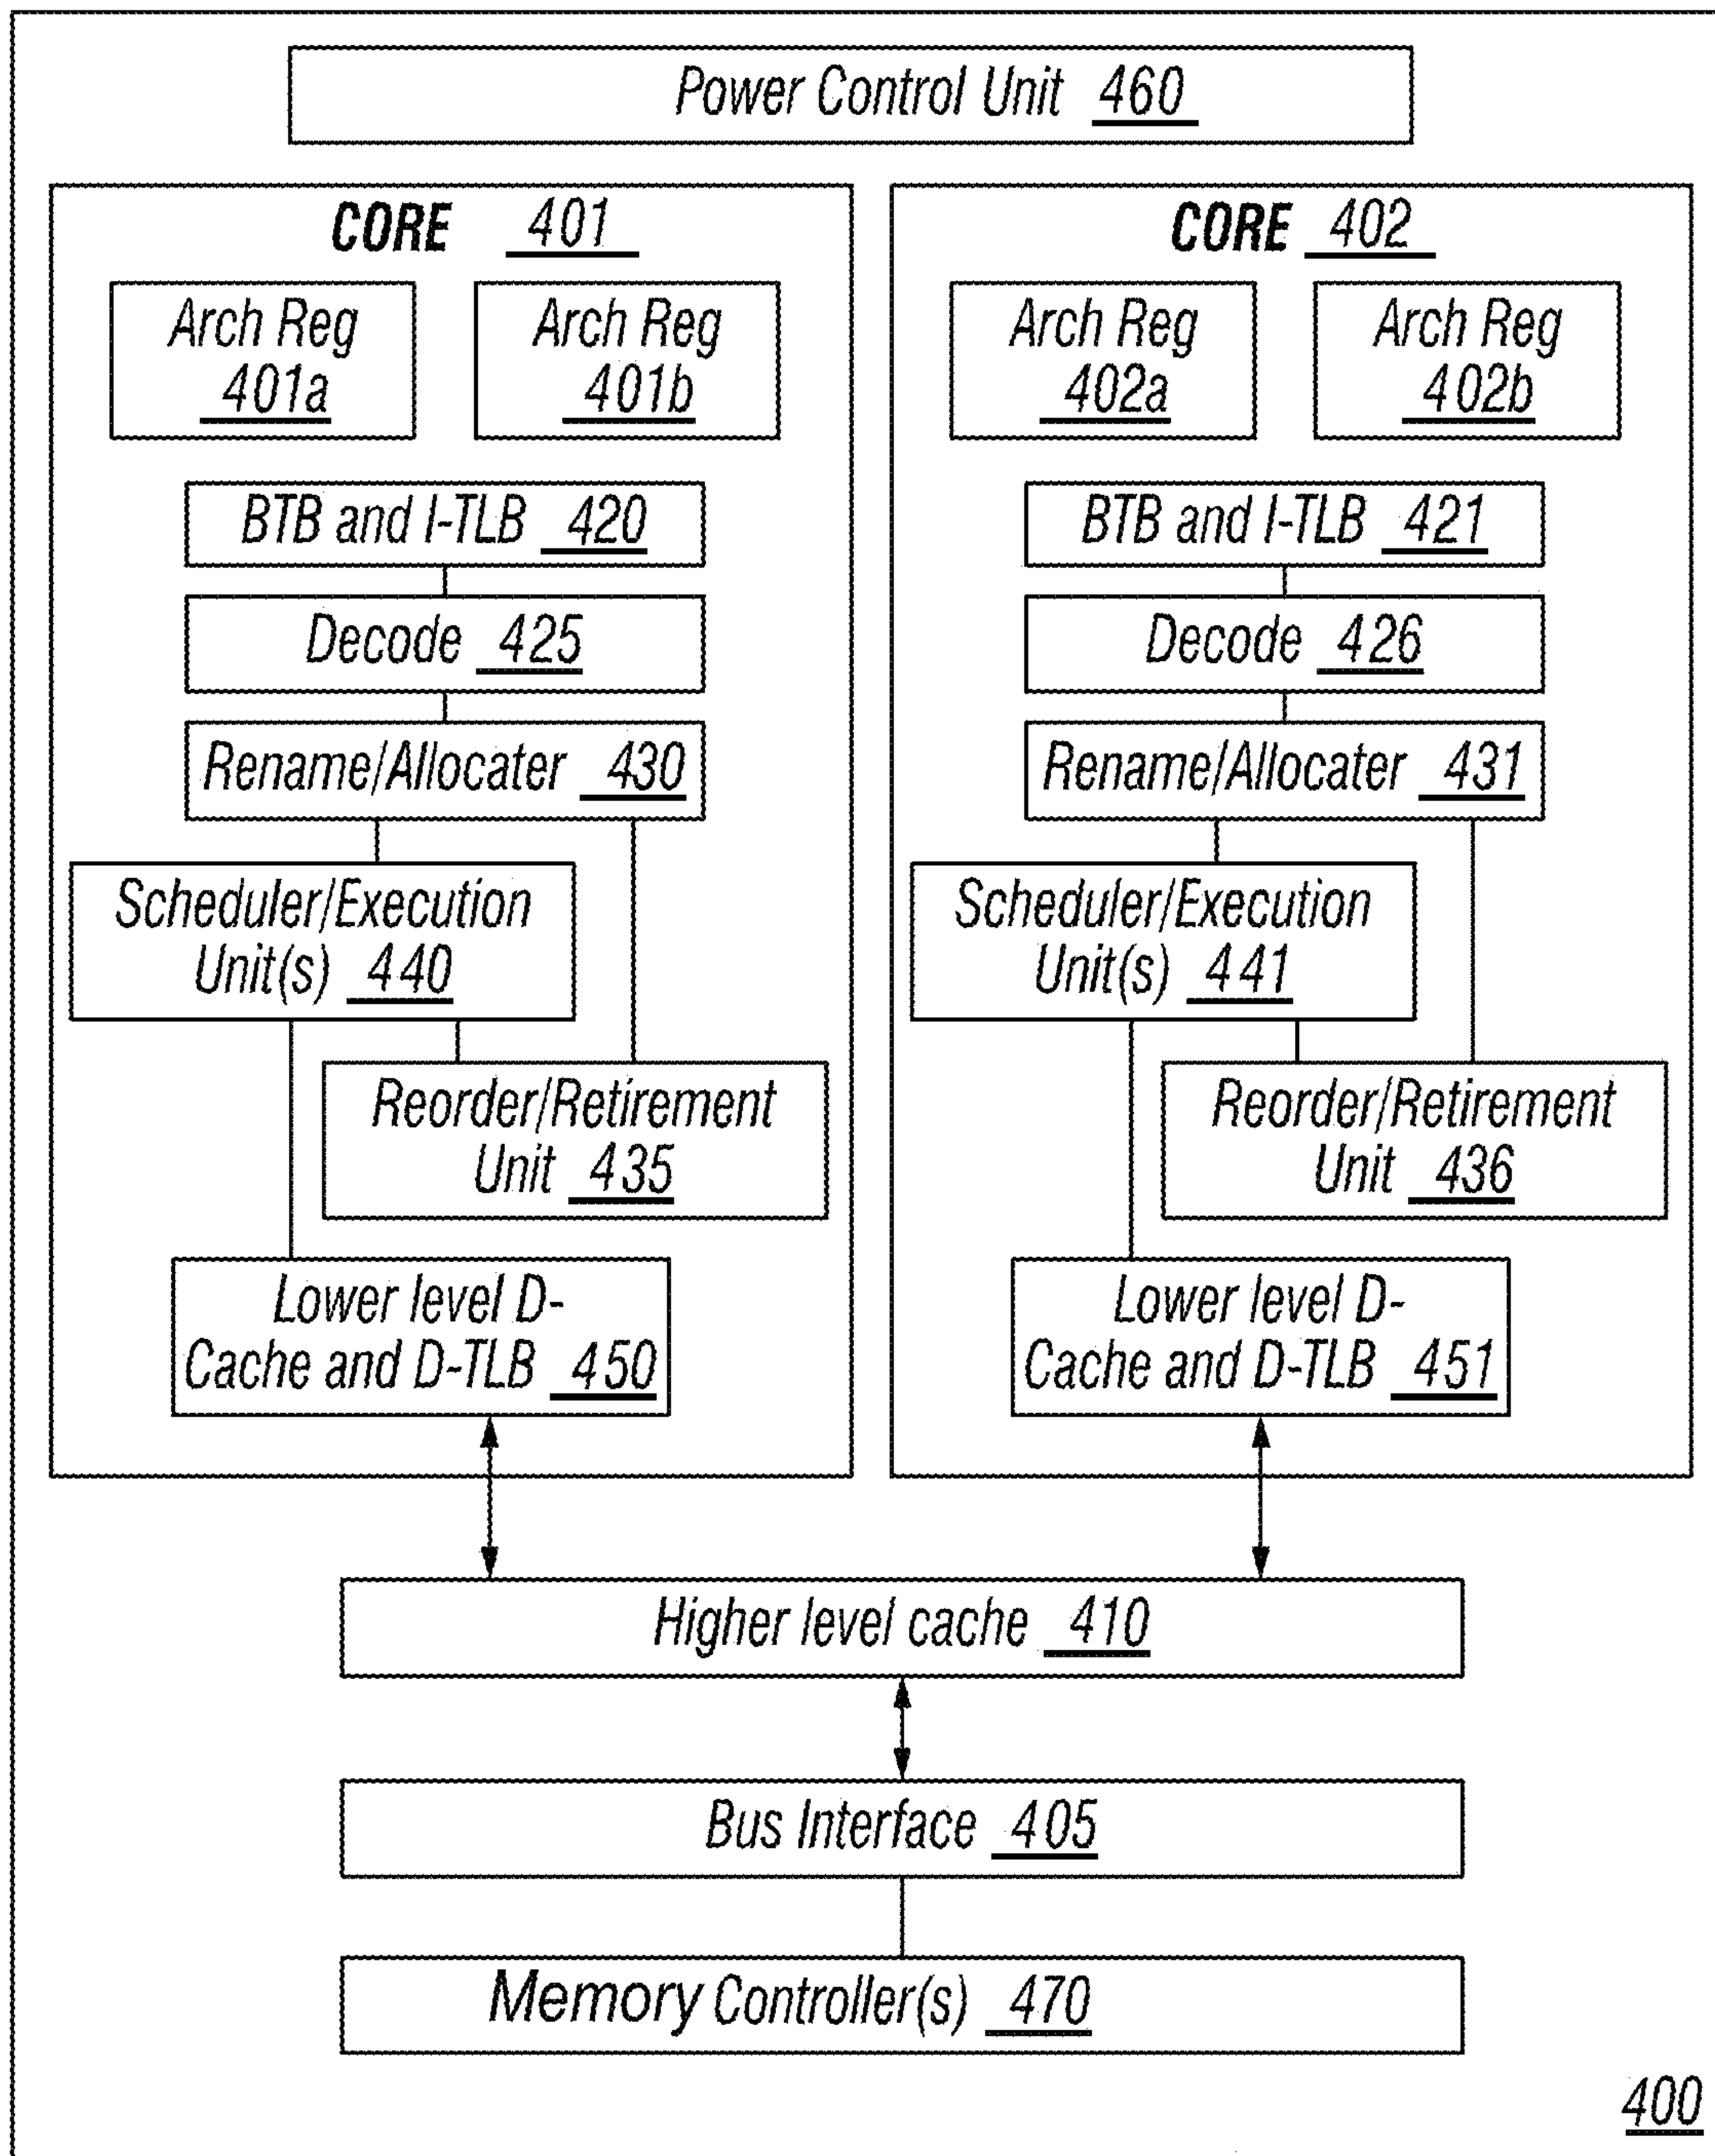 Power Control Unit 460
CORE 401
Arch Reg
401a
Arch Reg
401b
BTB and I-TLB 420
Decode 425
Rename/Allocater 430
Scheduler/Execution
Unit(s) 440
Reorder/Retirement
Unit 435
Lower level D-
Cache and D-TLB 450
CORE 402
Arch Reg
402a
Arch Reg
402b
BTB and I-TLB 421
Decode 426
Rename/Allocater 431
Scheduler/Execution
Unit(s) 441
Reorder/Retirement
Unit 436
Lower level D-
Cache and D-TLB 451
Higher level cache 410
Bus Interface 405
Memory Controller(s) 470
400